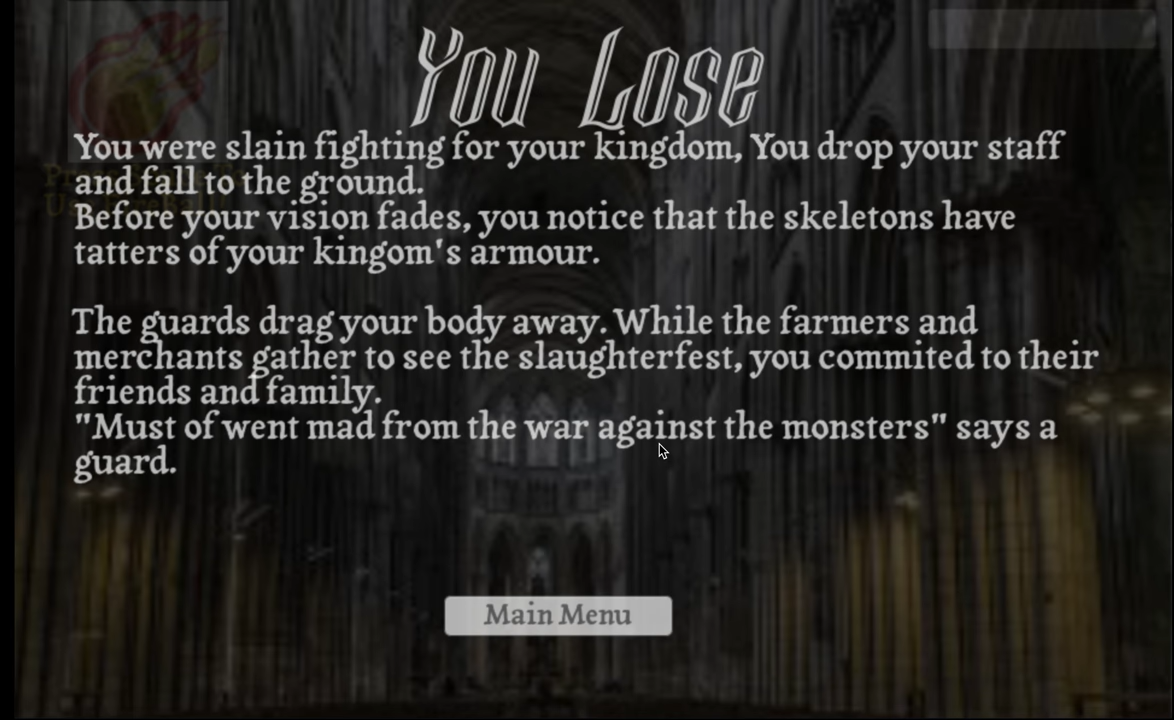 You Lose
You were slain fighting for your kingdom, You drop your staff
and fall to the ground.
Before your vision fades, you notice that the skeletons have
tatters of your kingom's armour.
The guards drag your body away. While the farmers and
merchants gather to see the slaughterfest, you commited to their
friends and family.
"Must of went mad from the war against the monsters" says a
guard.
Main Menu